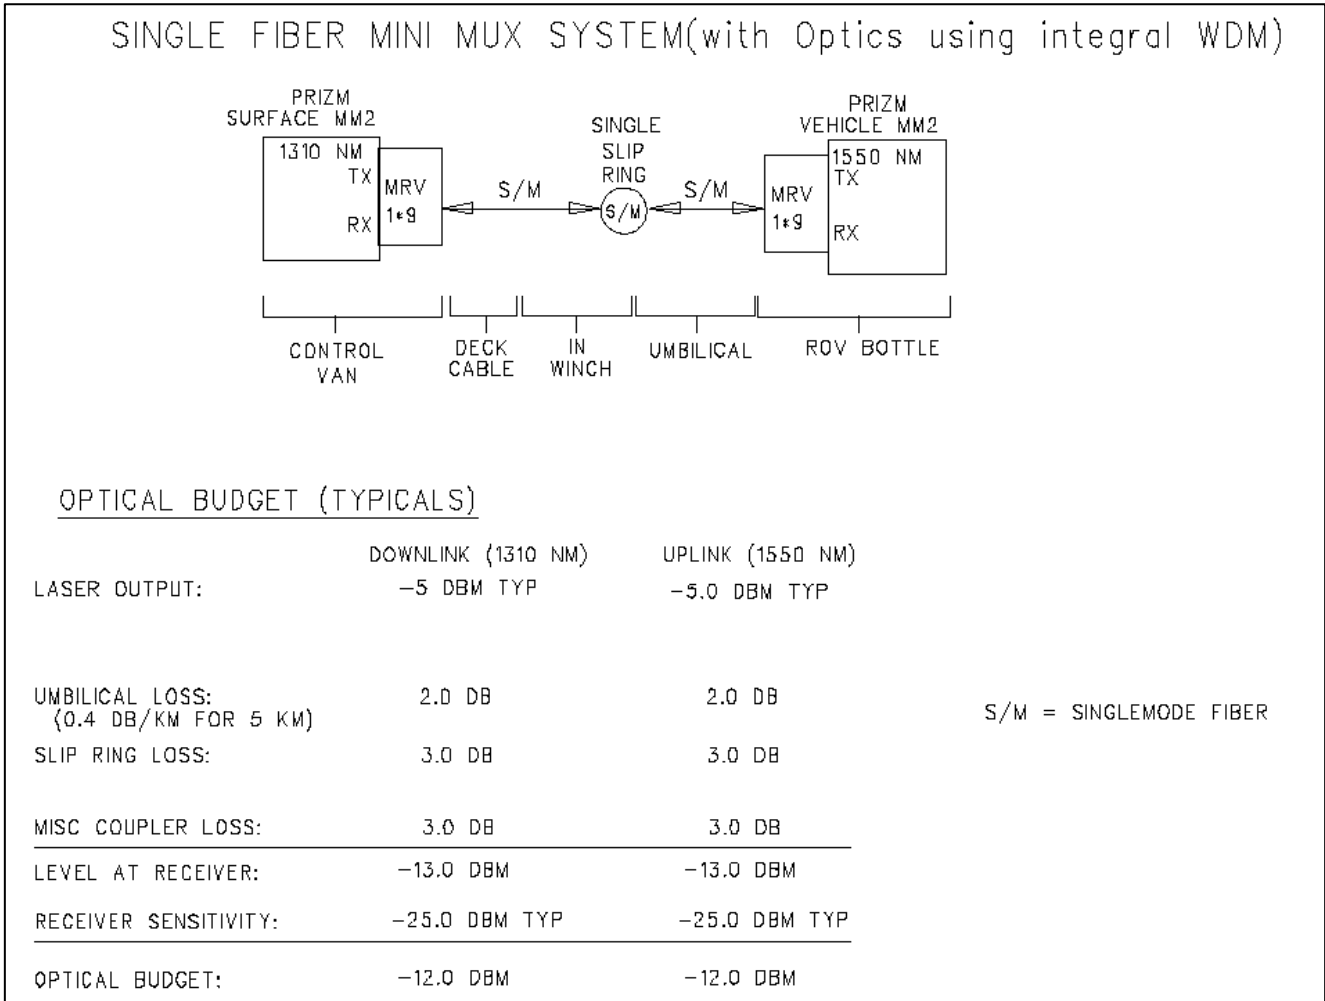 SINGLE FIBER MINI MUX SYSTEM(with Optics using integral WDM)
PRIZM
SURFACE MM2
1310 NM
TX
RX
MRV
1*9
S/M
SINGLE
SLIP
RING
S/M
S/M
PRIZM
VEHICLE MM2
MRV
1*9
1550 NM
TX
RX
CONTROL
VAN
DECK
CABLE
IN
WINCH
UMBILICAL
ROV BOTTLE
OPTICAL BUDGET (TYPICALS)
DOWNLINK (1310 NM) UPLINK (1550 NM)
LASER OUTPUT: -5 DBM TYP -5.0 DBM TYP
UMBILICAL LOSS: 2.0 DB 2.0 DB
(0.4 DB/KM FOR 5 KM)
S/M = SINGLEMODE FIBER
SLIP RING LOSS: 3.0 DB 3.0 DB
MISC COUPLER LOSS: 3.0 DB 3.0 DB
LEVEL AT RECEIVER: -13.0 DBM -13.0 DBM
RECEIVER SENSITIVITY: -25.0 DBM TYP -25.0 DBM TYP
OPTICAL BUDGET: -12.0 DBM -12.0 DBM